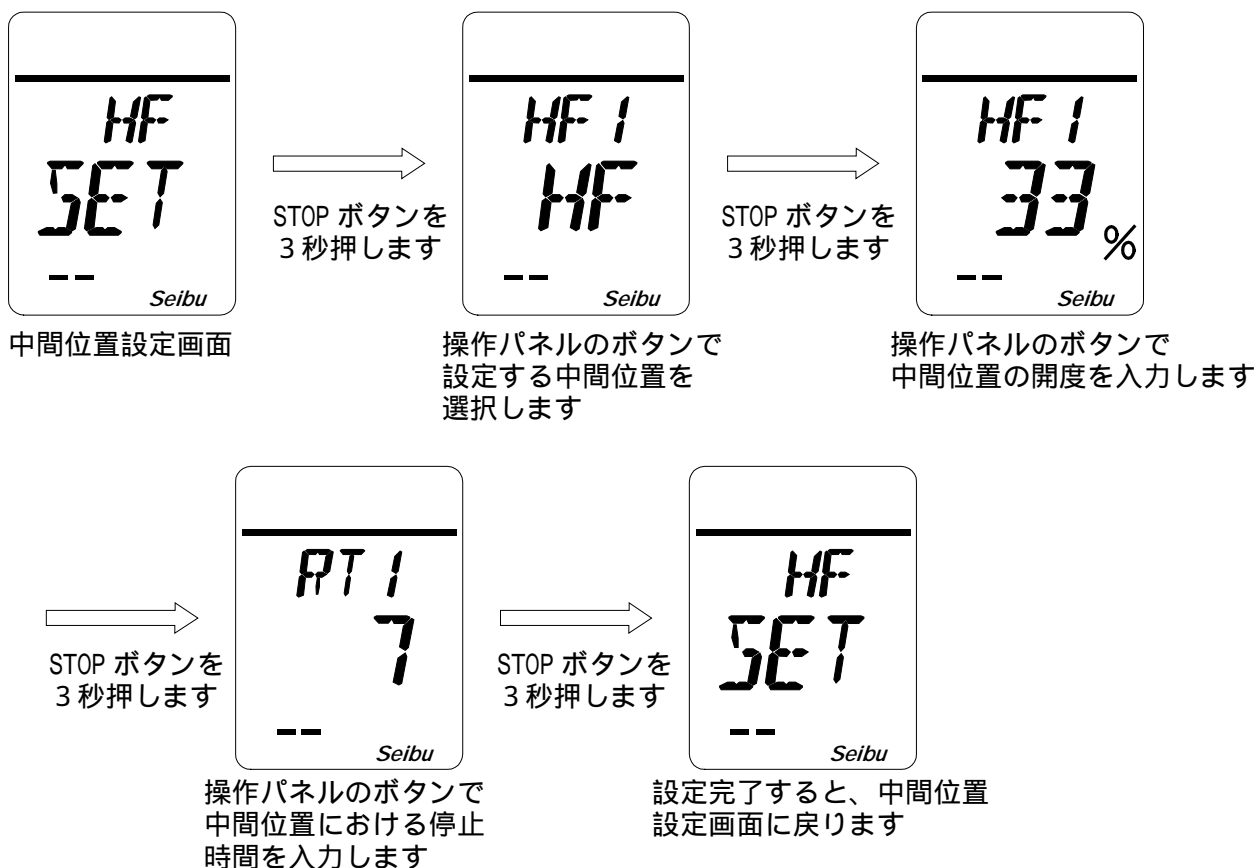 HF
SET
--
Seibu
中間位置設定画面
STOP ボタンを
３秒押します
HF1
HF
--
Seibu
操作パネルのボタンで
設定する中間位置を
選択します
STOP ボタンを
３秒押します
HF1
33%
--
Seibu
操作パネルのボタンで
中間位置の開度を入力します
STOP ボタンを
３秒押します
RT1
7
--
Seibu
操作パネルのボタンで
中間位置における停止
時間を入力します
STOP ボタンを
３秒押します
HF
SET
--
Seibu
設定完了すると、中間位置
設定画面に戻ります